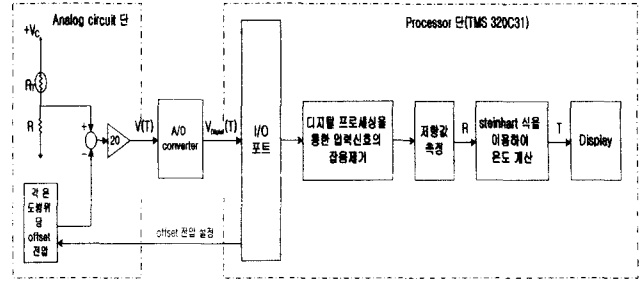 Analog circuit 단
Processor 단(TMS 320C31)
+Vc
RT
R
+
-
20
V(T)
A/D
converter
VDigital(T)
I/O
포트
디지탈 프로세싱을
통한 입력신호의
잡음제거
저항값
측정
R
steinhart 식을
이용하여
온도 계산
T
Display
각 온
도범위
당
offset
전압
offset 전압 설정